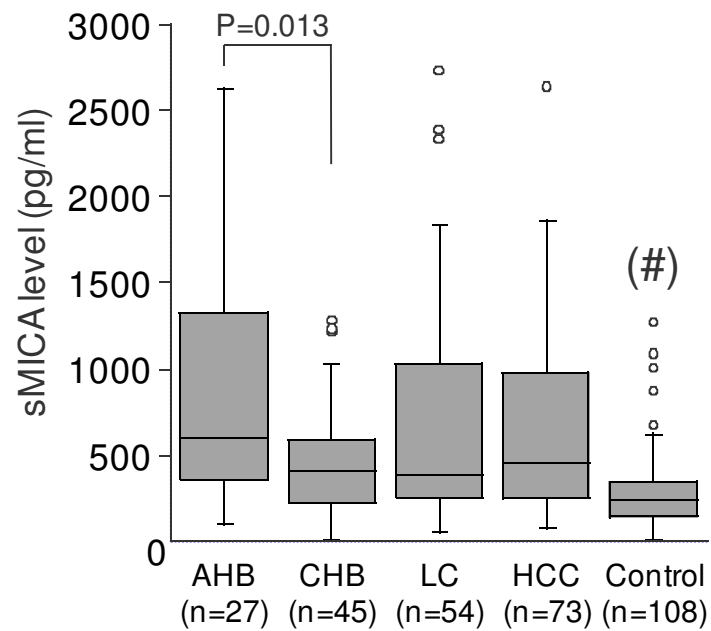 P=0.013
3000
2500
2000
1500
1000
500
0
sMICA level (pg/ml)
(#)
AHB CHB LC HCC Control
(n=27) (n=45) (n=54) (n=73) (n=108)